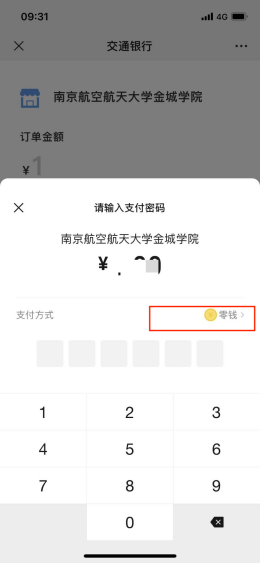 09:31
4G
交通银行
南京航空航天大学金城学院
订单金额
¥1
请输入支付密码
南京航空航天大学金城学院
¥
支付方式
零钱
1 2 3
4 5 6
7 8 9
0